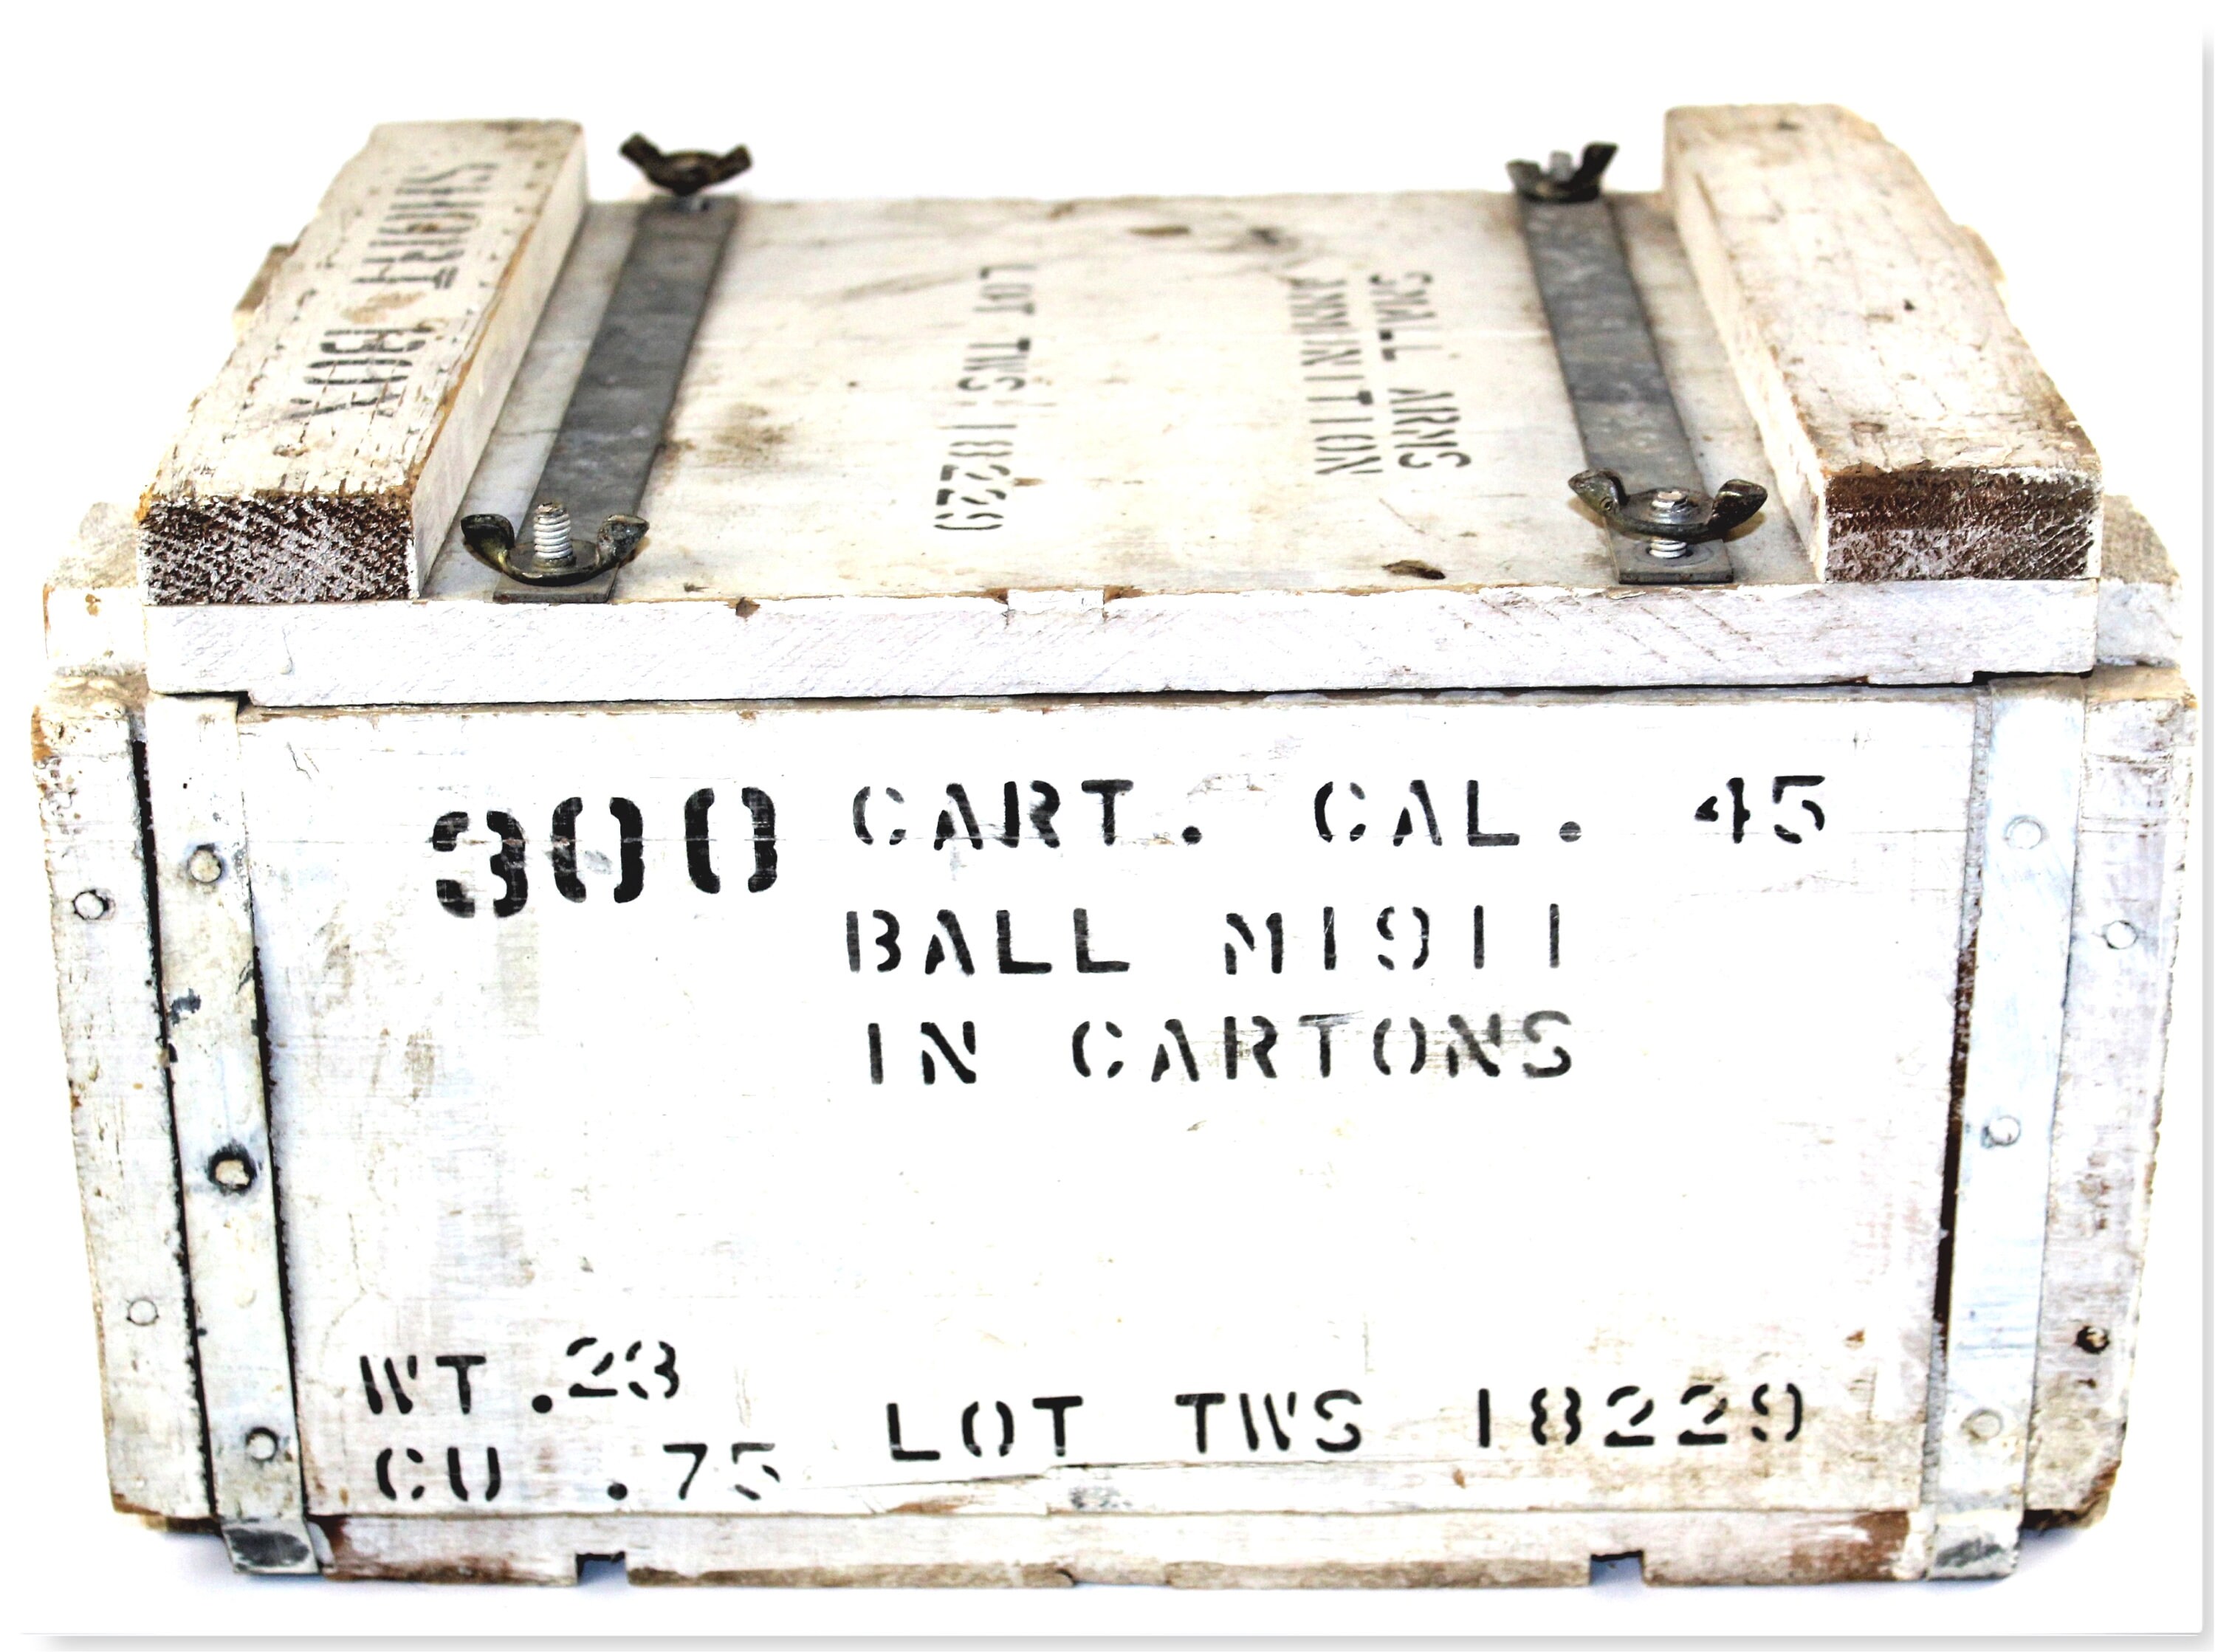 SHORT BOX
LOT TWS 18229
SMALL ARMS
AMMUNITION
300 CART. CAL. 45
BALL M1911
IN CARTONS
WT .23
CU .75
LOT TWS 18229